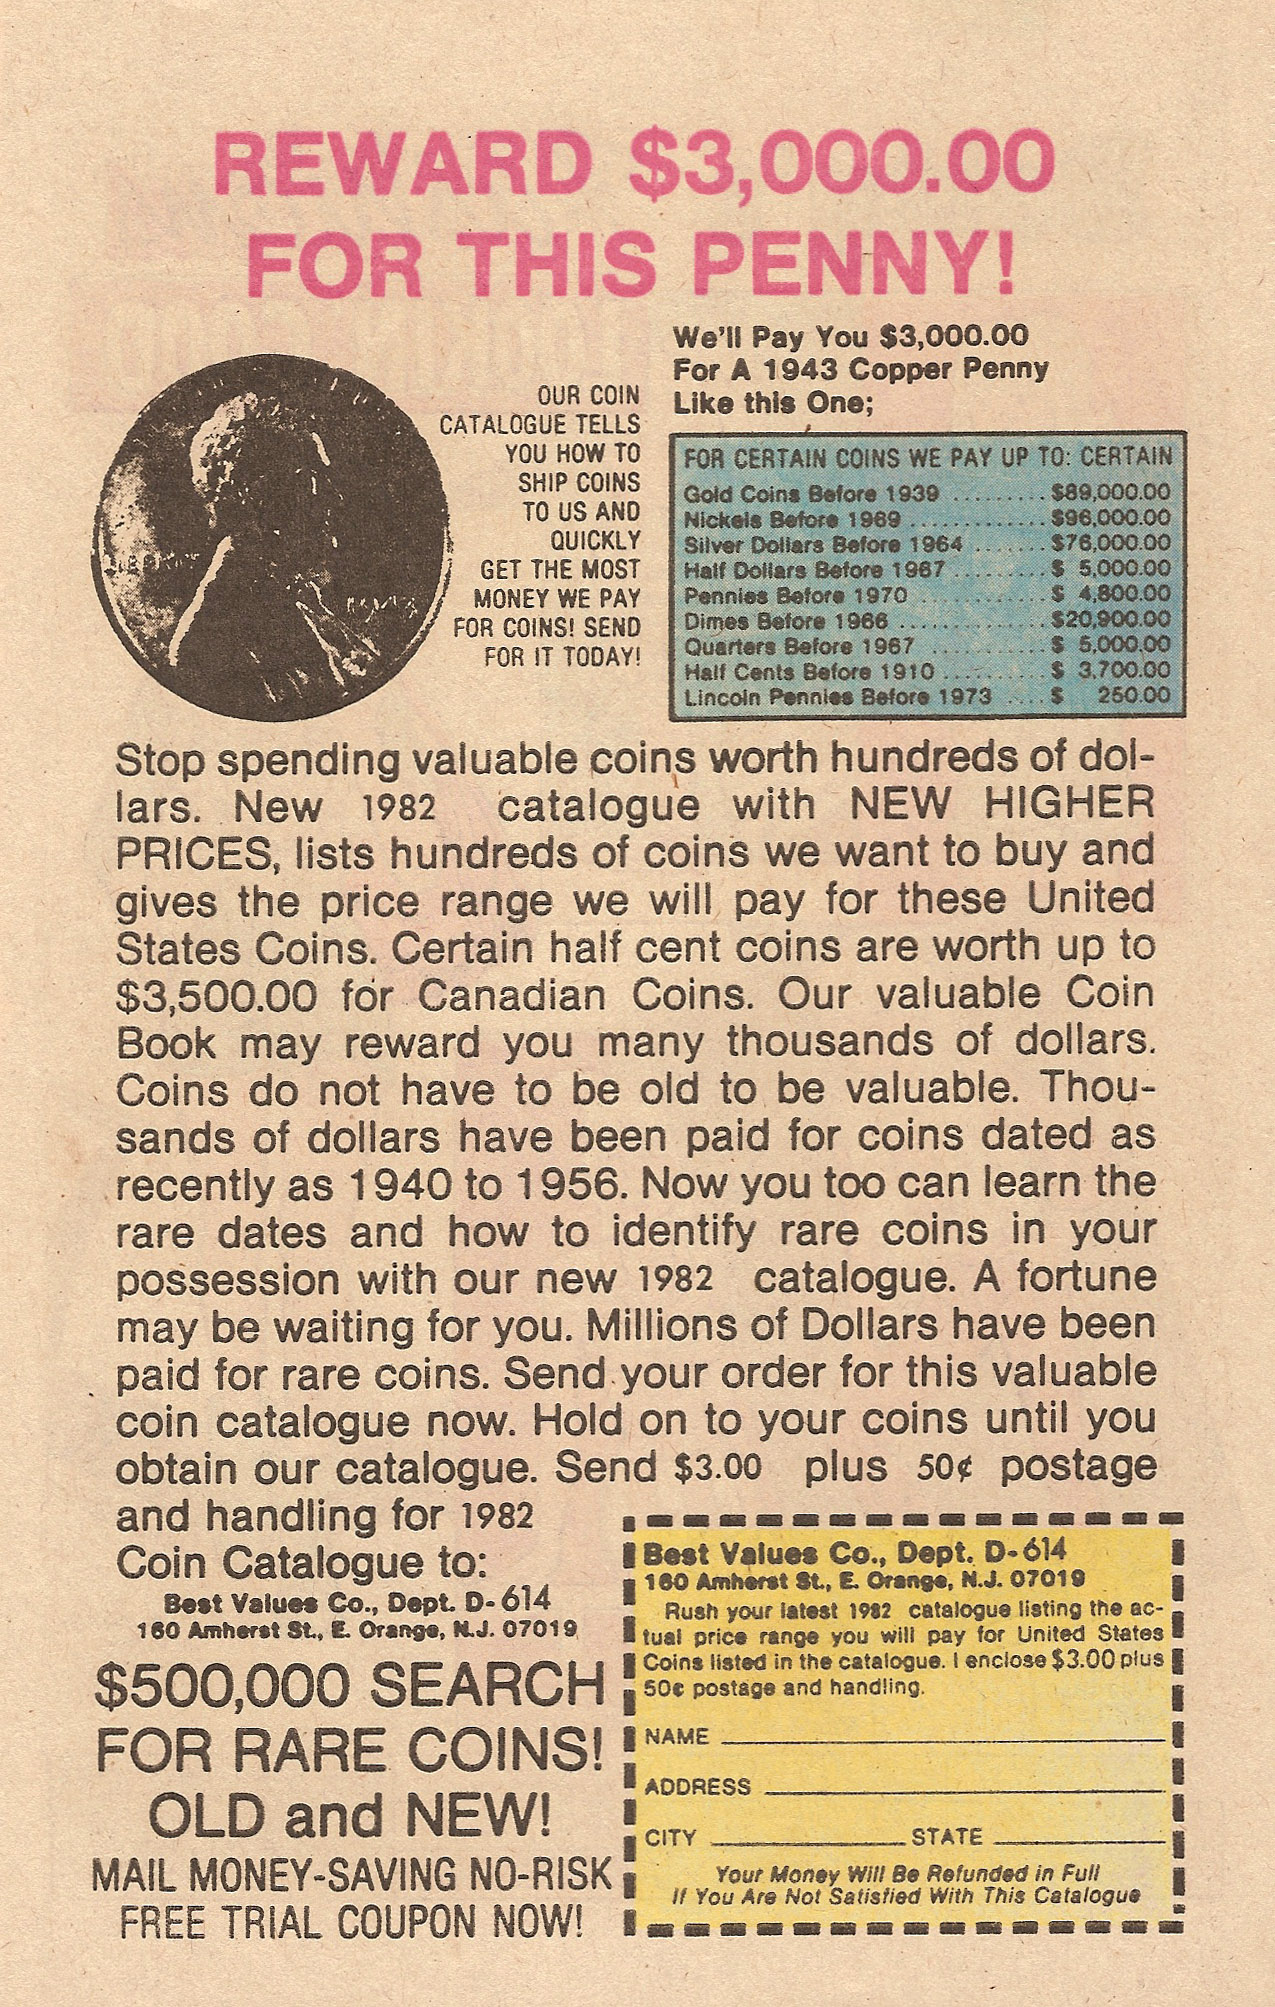 REWARD $3,000.00
FOR THIS PENNY!
We'll Pay You $3,000.00
For A 1943 Copper Penny
Like this One;
OUR COIN
CATALOGUE TELLS
YOU HOW TO
SHIP COINS
TO US AND
QUICKLY
GET THE MOST
MONEY WE PAY
FOR COINS! SEND
FOR IT TODAY!
FOR CERTAIN COINS WE PAY UP TO: CERTAIN
Gold Coins Before 1939 ......... $89,000.00
Nickels Before 1969 ............. $96,000.00
Silver Dollars Before 1964 ....... $76,000.00
Half Dollars Before 1967 ......... $ 5,000.00
Pennies Before 1970 ............. $ 4,800.00
Dimes Before 1966 .............. $20,900.00
Quarters Before 1967 ........... $ 5,000.00
Half Cents Before 1910 .......... $ 3,700.00
Lincoln Pennies Before 1973 .... $ 250.00
Stop spending valuable coins worth hundreds of dol-
lars. New 1982 catalogue with NEW HIGHER
PRICES, lists hundreds of coins we want to buy and
gives the price range we will pay for these United
States Coins. Certain half cent coins are worth up to
$3,500.00 for Canadian Coins. Our valuable Coin
Book may reward you many thousands of dollars.
Coins do not have to be old to be valuable. Thou-
sands of dollars have been paid for coins dated as
recently as 1940 to 1956. Now you too can learn the
rare dates and how to identify rare coins in your
possession with our new 1982 catalogue. A fortune
may be waiting for you. Millions of Dollars have been
paid for rare coins. Send your order for this valuable
coin catalogue now. Hold on to your coins until you
obtain our catalogue. Send $3.00 plus 50¢ postage
and handling for 1982
Coin Catalogue to:
Best Values Co., Dept. D-614
160 Amherst St., E. Orange, N.J. 07019
$500,000 SEARCH
FOR RARE COINS!
OLD and NEW!
MAIL MONEY-SAVING NO-RISK
FREE TRIAL COUPON NOW!
Best Values Co., Dept. D-614
160 Amherst St., E. Orange, N.J. 07019
Rush your latest 1982 catalogue listing the ac-
tual price range you will pay for United States
Coins listed in the catalogue. I enclose $3.00 plus
50¢ postage and handling.
NAME
ADDRESS
CITY STATE
Your Money Will Be Refunded in Full
If You Are Not Satisfied With This Catalogue